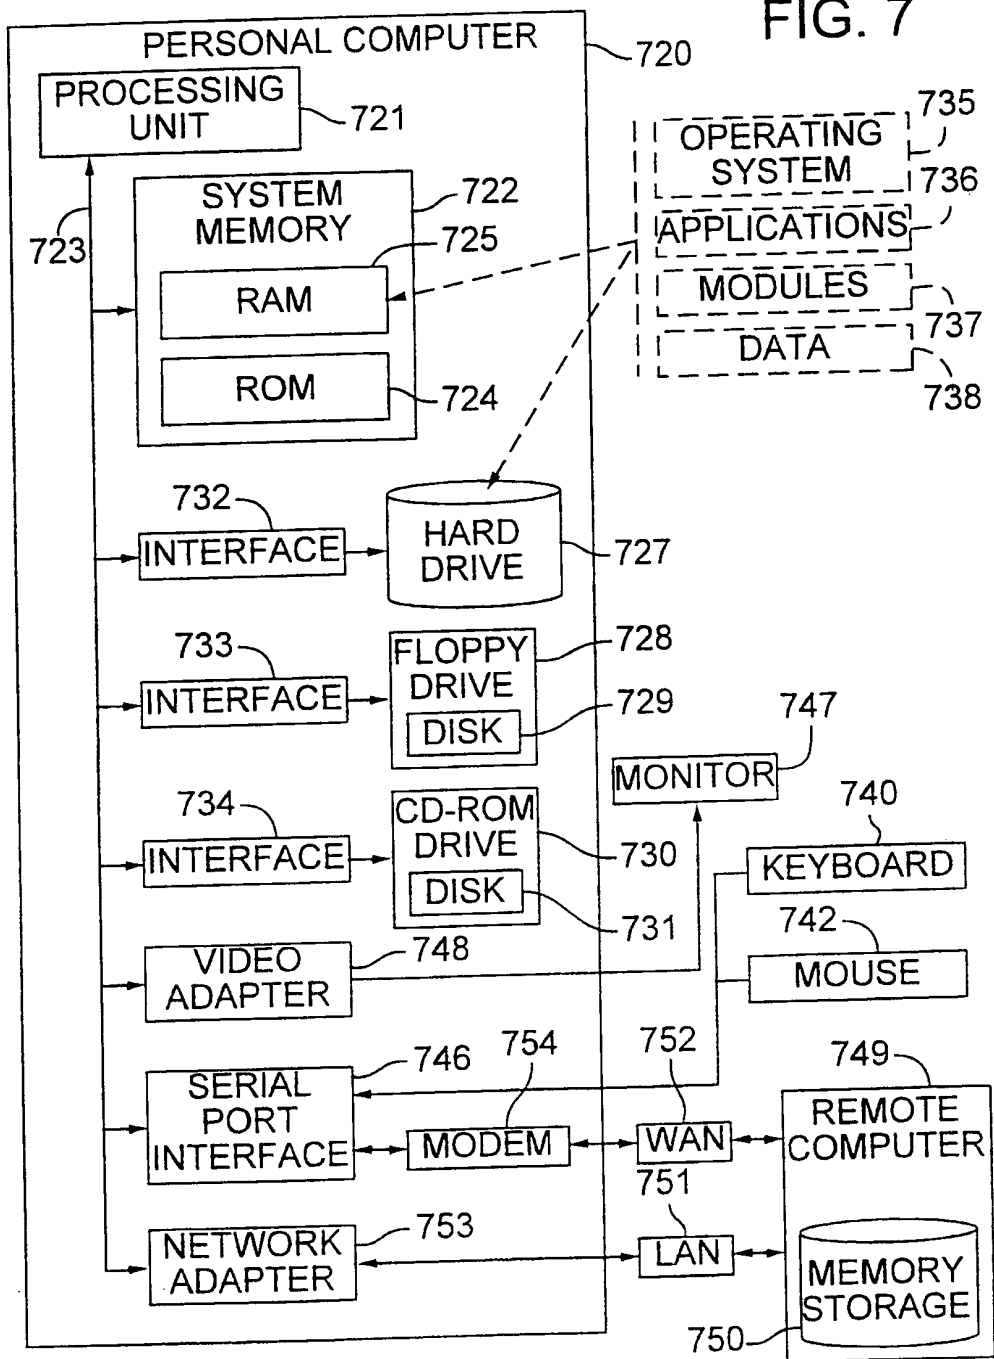 FIG. 7
PERSONAL COMPUTER
720
PROCESSING
UNIT
721
723
SYSTEM
MEMORY
722
725
RAM
ROM
724
OPERATING
SYSTEM
735
APPLICATIONS
736
MODULES
737
DATA
738
732
INTERFACE
HARD
DRIVE
727
733
INTERFACE
FLOPPY
DRIVE
728
DISK
729
734
INTERFACE
CD-ROM
DRIVE
730
DISK
731
MONITOR
747
740
KEYBOARD
742
MOUSE
VIDEO
ADAPTER
748
SERIAL
PORT
INTERFACE
746
754
MODEM
752
WAN
749
REMOTE
COMPUTER
751
LAN
NETWORK
ADAPTER
753
MEMORY
STORAGE
750